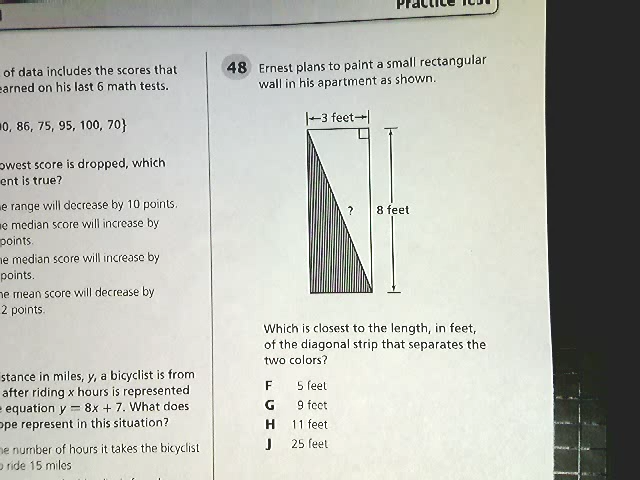 Practice Test
of data includes the scores that
earned on his last 6 math tests.
0, 86, 75, 95, 100, 70}
owest score is dropped, which
ent is true?
e range will decrease by 10 points.
e median score will increase by
points.
e median score will increase by
points.
e mean score will decrease by
2 points.
stance in miles, y, a bicyclist is from
after riding x hours is represented
e equation y = 8x + 7. What does
ope represent in this situation?
e number of hours it takes the bicyclist
o ride 15 miles
48 Ernest plans to paint a small rectangular
wall in his apartment as shown.
3 feet
?
8 feet
Which is closest to the length, in feet,
of the diagonal strip that separates the
two colors?
F 5 feet
G 9 feet
H 11 feet
J 25 feet